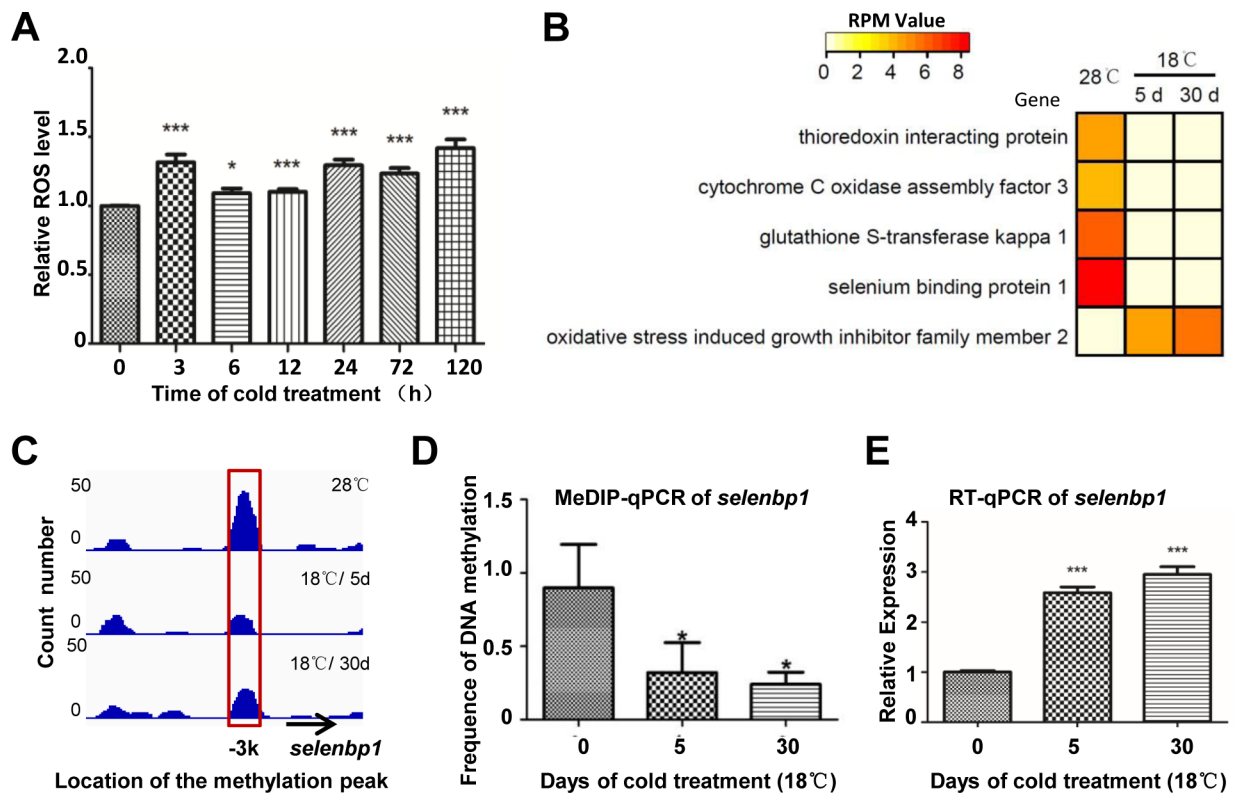 A
2.0
1.5
1.0
0.5
0
Relative ROS level
***
*
***
***
***
***
0 3 6 12 24 72 120
Time of cold treatment （h）
B
RPM Value
0 2 4 6 8
28℃
18℃
5 d 30 d
Gene
thioredoxin interacting protein
cytochrome C oxidase assembly factor 3
glutathione S-transferase kappa 1
selenium binding protein 1
oxidative stress induced growth inhibitor family member 2
C
Count number
50
0
28℃
50
0
18℃/ 5d
50
0
18℃/ 30d
-3k
selenbp1
Location of the methylation peak
D
MeDIP-qPCR of selenbp1
Frequence of DNA methylation
1.5
1.0
0.5
0
*
*
0 5 30
Days of cold treatment (18℃)
E
RT-qPCR of selenbp1
Relative Expression
4
3
2
1
0
***
***
0 5 30
Days of cold treatment (18℃)